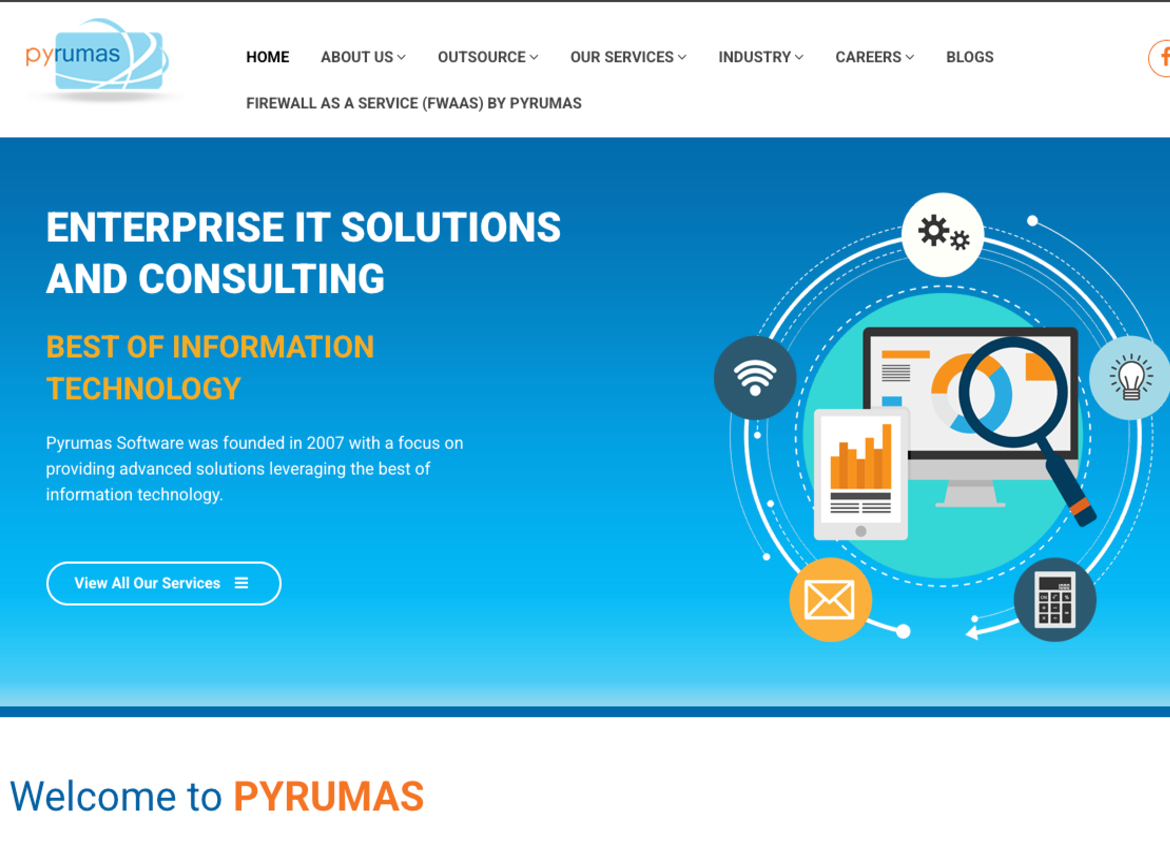 pyrumas
HOME ABOUT US OUTSOURCE OUR SERVICES INDUSTRY CAREERS BLOGS
FIREWALL AS A SERVICE (FWAAS) BY PYRUMAS
ENTERPRISE IT SOLUTIONS
AND CONSULTING
BEST OF INFORMATION
TECHNOLOGY
Pyrumas Software was founded in 2007 with a focus on
providing advanced solutions leveraging the best of
information technology.
View All Our Services
Welcome to PYRUMAS